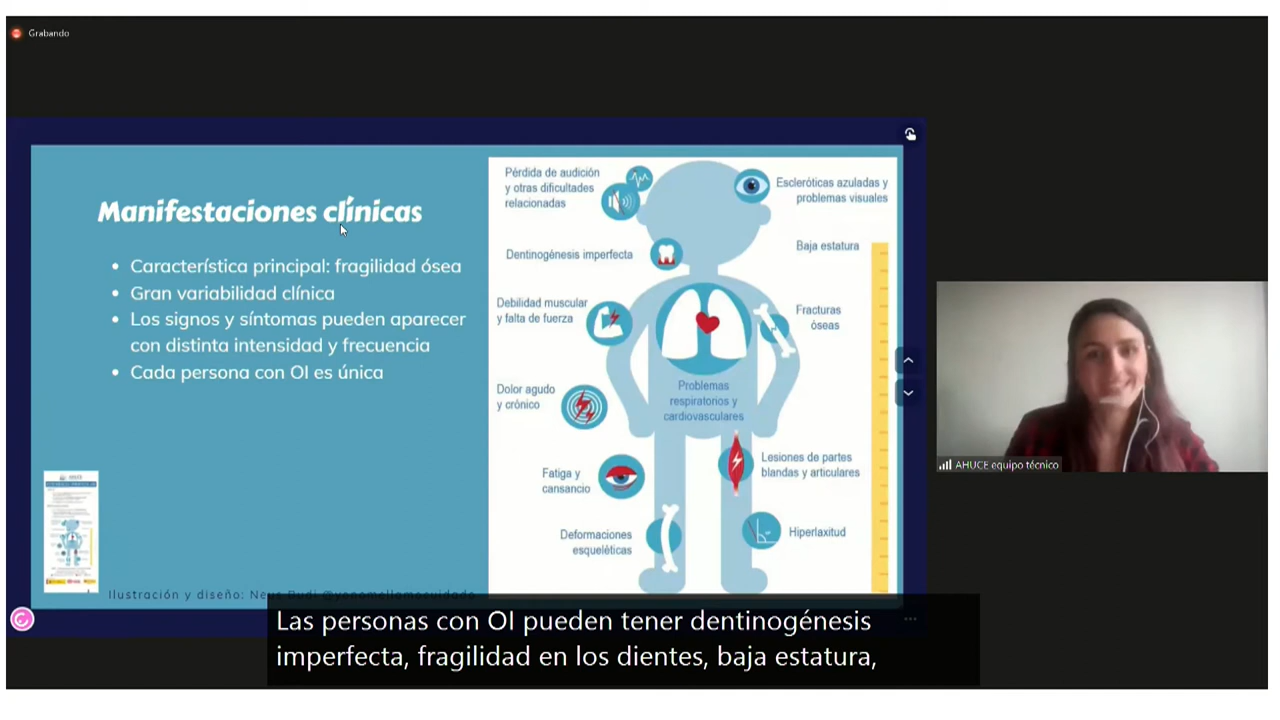 Grabando
Manifestaciones clínicas
Característica principal: fragilidad ósea
Gran variabilidad clínica
Los signos y síntomas pueden aparecer
con distinta intensidad y frecuencia
Cada persona con OI es única
Pérdida de audición
y otras dificultades
relacionadas
Escleróticas azuladas y
problemas visuales
Dentinogénesis imperfecta
Baja estatura
Debilidad muscular
y falta de fuerza
Fracturas
óseas
Problemas
respiratorios y
cardiovasculares
Dolor agudo
y crónico
Lesiones de partes
blandas y articulares
Fatiga y
cansancio
Deformaciones
esqueléticas
Hiperlaxitud
Ilustración y diseño:
AHUCE equipo técnico
Las personas con OI pueden tener dentinogénesis
imperfecta, fragilidad en los dientes, baja estatura,